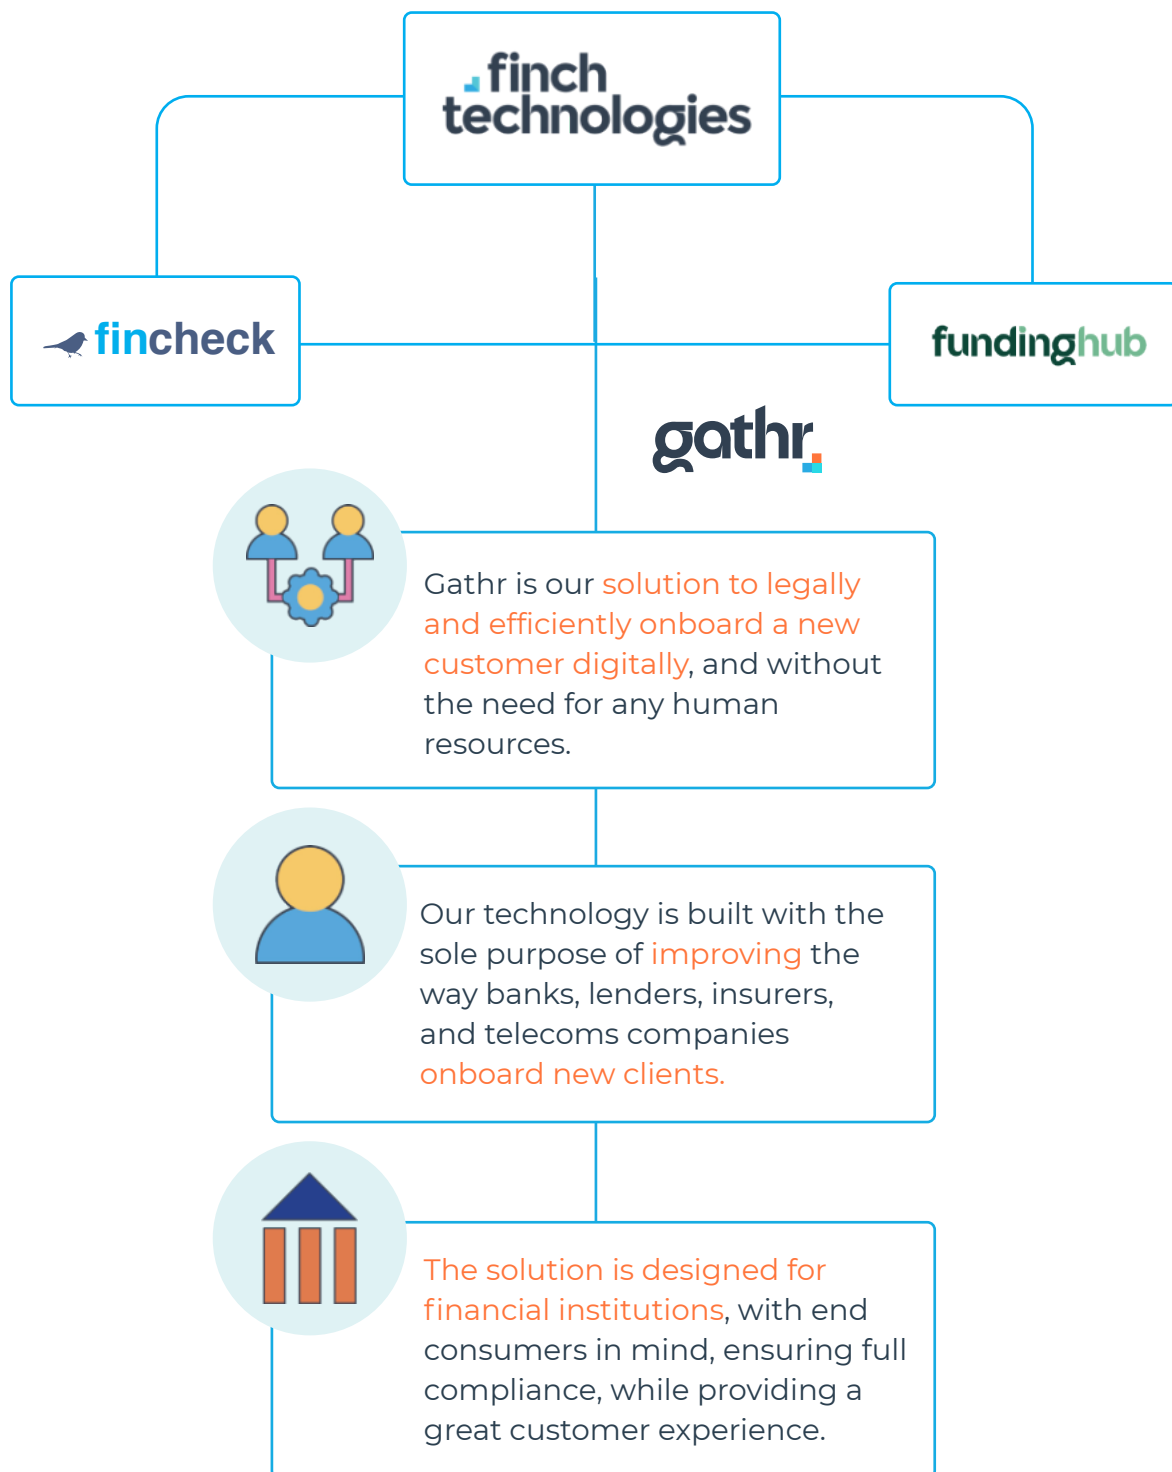 finch
technologies
fincheck
fundinghub
gathr
Gathr is our solution to legally
and efficiently onboard a new
customer digitally, and without
the need for any human
resources.
Our technology is built with the
sole purpose of improving the
way banks, lenders, insurers,
and telecoms companies
onboard new clients.
The solution is designed for
financial institutions, with end
consumers in mind, ensuring full
compliance, while providing a
great customer experience.